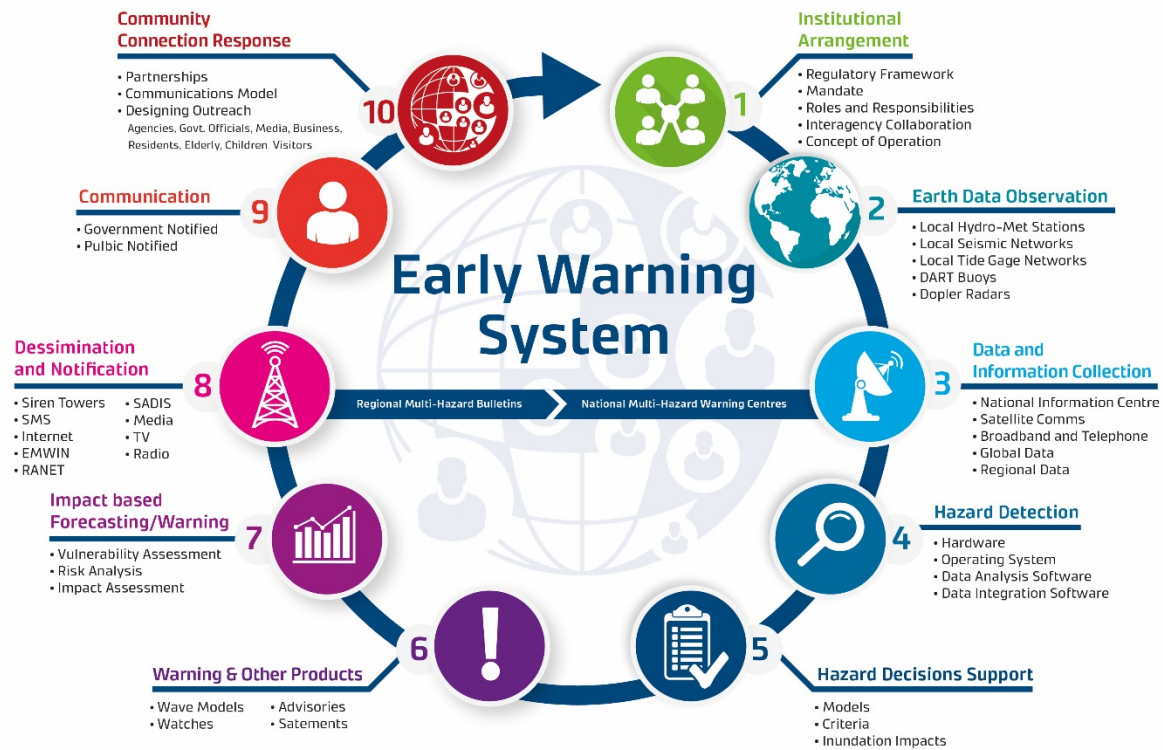 Early Warning
System
Regional Multi-Hazard Bulletins
National Multi-Hazard Warning Centres
1
Institutional
Arrangement
• Regulatory Framework
• Mandate
• Roles and Responsibilities
• Interagency Collaboration
• Concept of Operation
2
Earth Data Observation
• Local Hydro-Met Stations
• Local Seismic Networks
• Local Tide Gage Networks
• DART Buoys
• Dopler Radars
3
Data and
Information Collection
• National Information Centre
• Satellite Comms
• Broadband and Telephone
• Global Data
• Regional Data
4
Hazard Detection
• Hardware
• Operating System
• Data Analysis Software
• Data Integration Software
5
Hazard Decisions Support
• Models
• Criteria
• Inundation Impacts
6
Warning & Other Products
• Wave Models
• Watches
• Advisories
• Satements
7
Impact based
Forecasting/Warning
• Vulnerability Assessment
• Risk Analysis
• Impact Assessment
8
Dessimination
and Notification
• Siren Towers
• SMS
• Internet
• EMWIN
• RANET
• SADIS
• Media
• TV
• Radio
9
Communication
• Government Notified
• Pulbic Notified
10
Community
Connection Response
• Partnerships
• Communications Model
• Designing Outreach
Agencies, Govt. Officials, Media, Business,
Residents, Elderly, Children Visitors